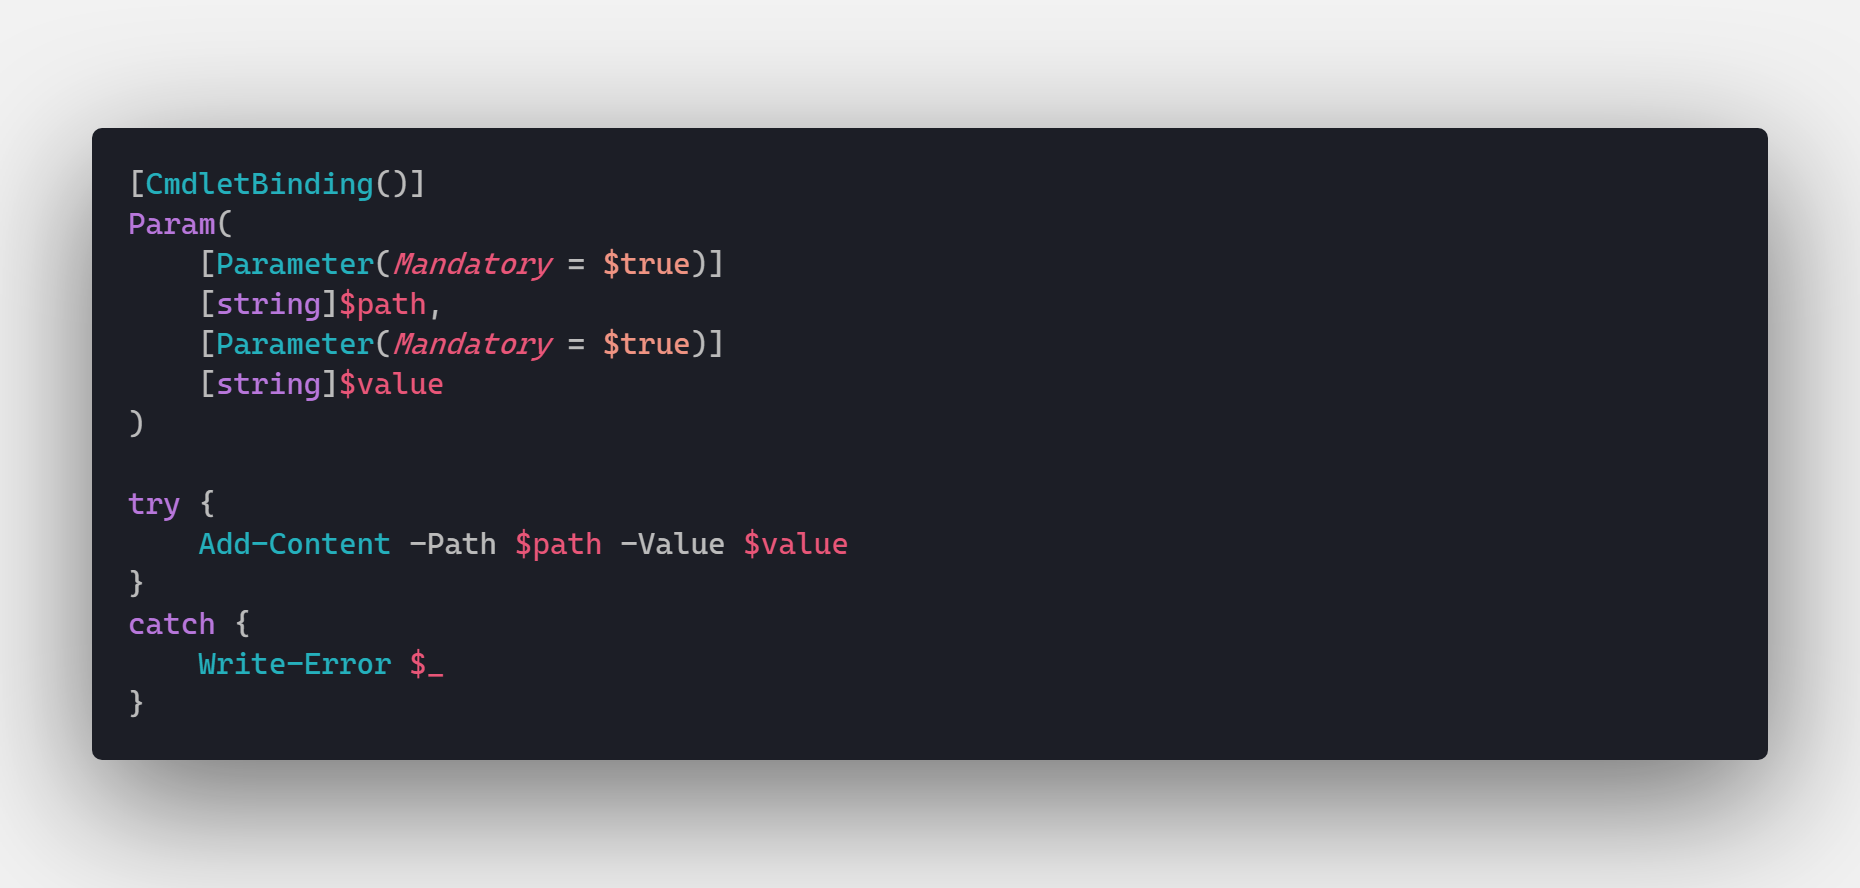 [CmdletBinding()]
Param(
    [Parameter(Mandatory = $true)]
    [string]$path,
    [Parameter(Mandatory = $true)]
    [string]$value
)

try {
    Add-Content -Path $path -Value $value
}
catch {
    Write-Error $_
}